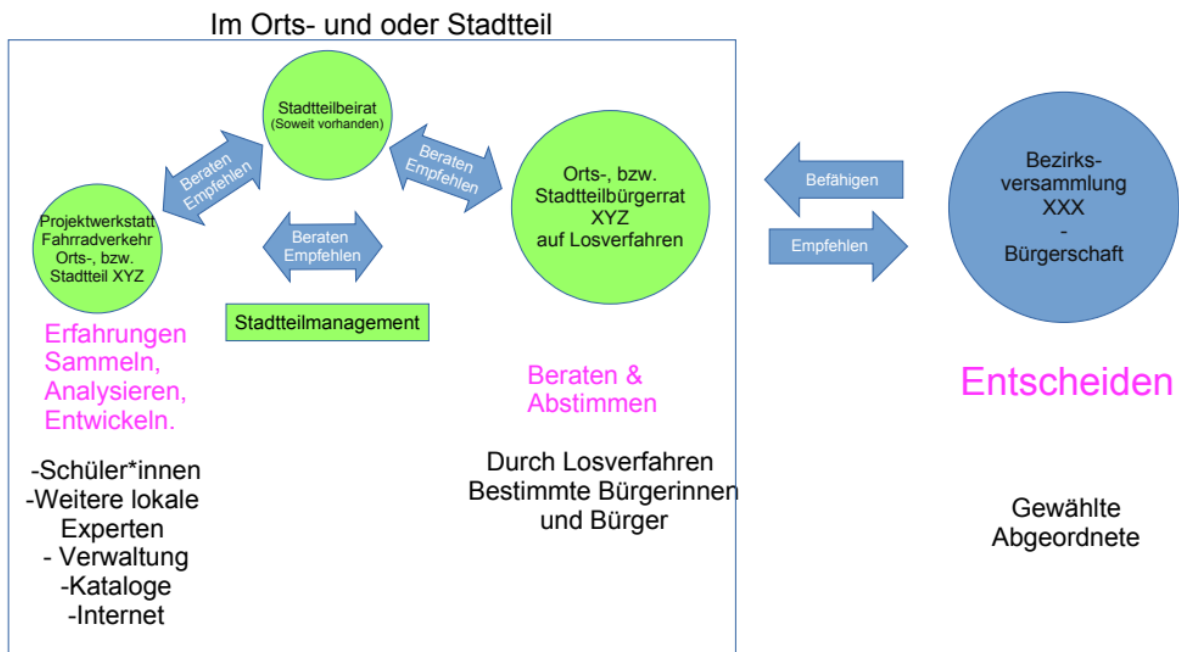 Im Orts- und oder Stadtteil
Stadtteilbeirat
(Soweit vorhanden)
Beraten
Empfehlen
Beraten
Empfehlen
Projektwerkstatt
Fahrradverkehr
Orts-, bzw.
Stadtteil XYZ
Beraten
Empfehlen
Stadtteilmanagement
Orts-, bzw.
Stadtteilbürgerrat
XYZ
auf Losverfahren
Befähigen
Empfehlen
Bezirks-
versammlung
XXX
-
Bürgerschaft
Erfahrungen
Sammeln,
Analysieren,
Entwickeln.
-Schüler*innen
-Weitere lokale
Experten
- Verwaltung
-Kataloge
-Internet
Beraten &
Abstimmen
Durch Losverfahren
Bestimmte Bürgerinnen
und Bürger
Entscheiden
Gewählte
Abgeordnete